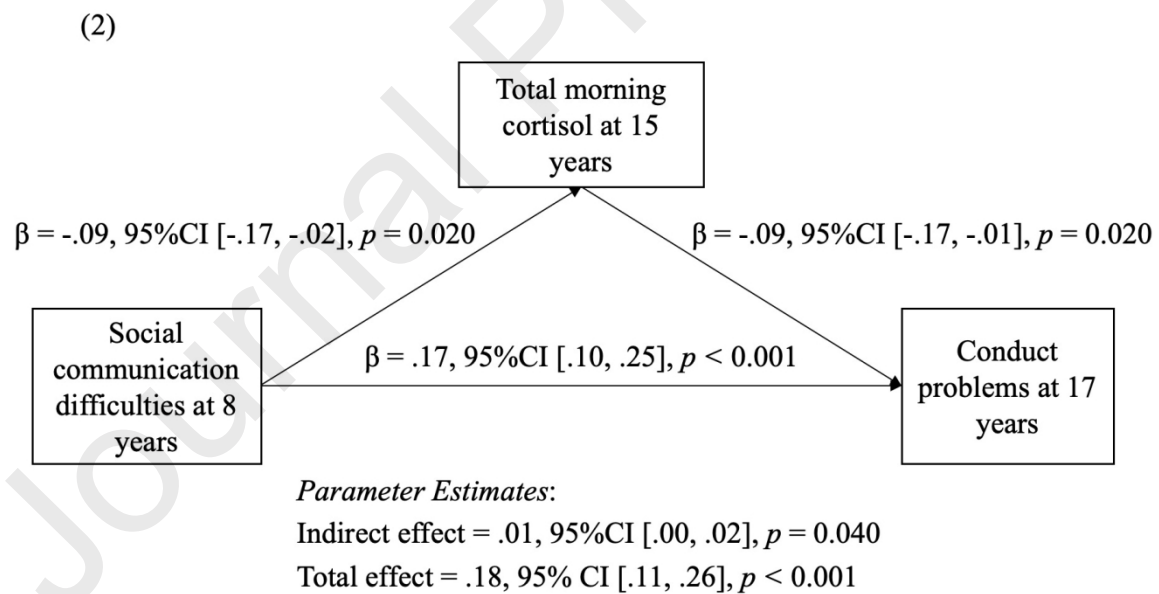 (2)
Total morning
cortisol at 15
years
β = -.09, 95%CI [-.17, -.02], p = 0.020
β = -.09, 95%CI [-.17, -.01], p = 0.020
Social
communication
difficulties at 8
years
β = .17, 95%CI [.10, .25], p < 0.001
Conduct
problems at 17
years
Parameter Estimates:
Indirect effect = .01, 95%CI [.00, .02], p = 0.040
Total effect = .18, 95% CI [.11, .26], p < 0.001
Journal P